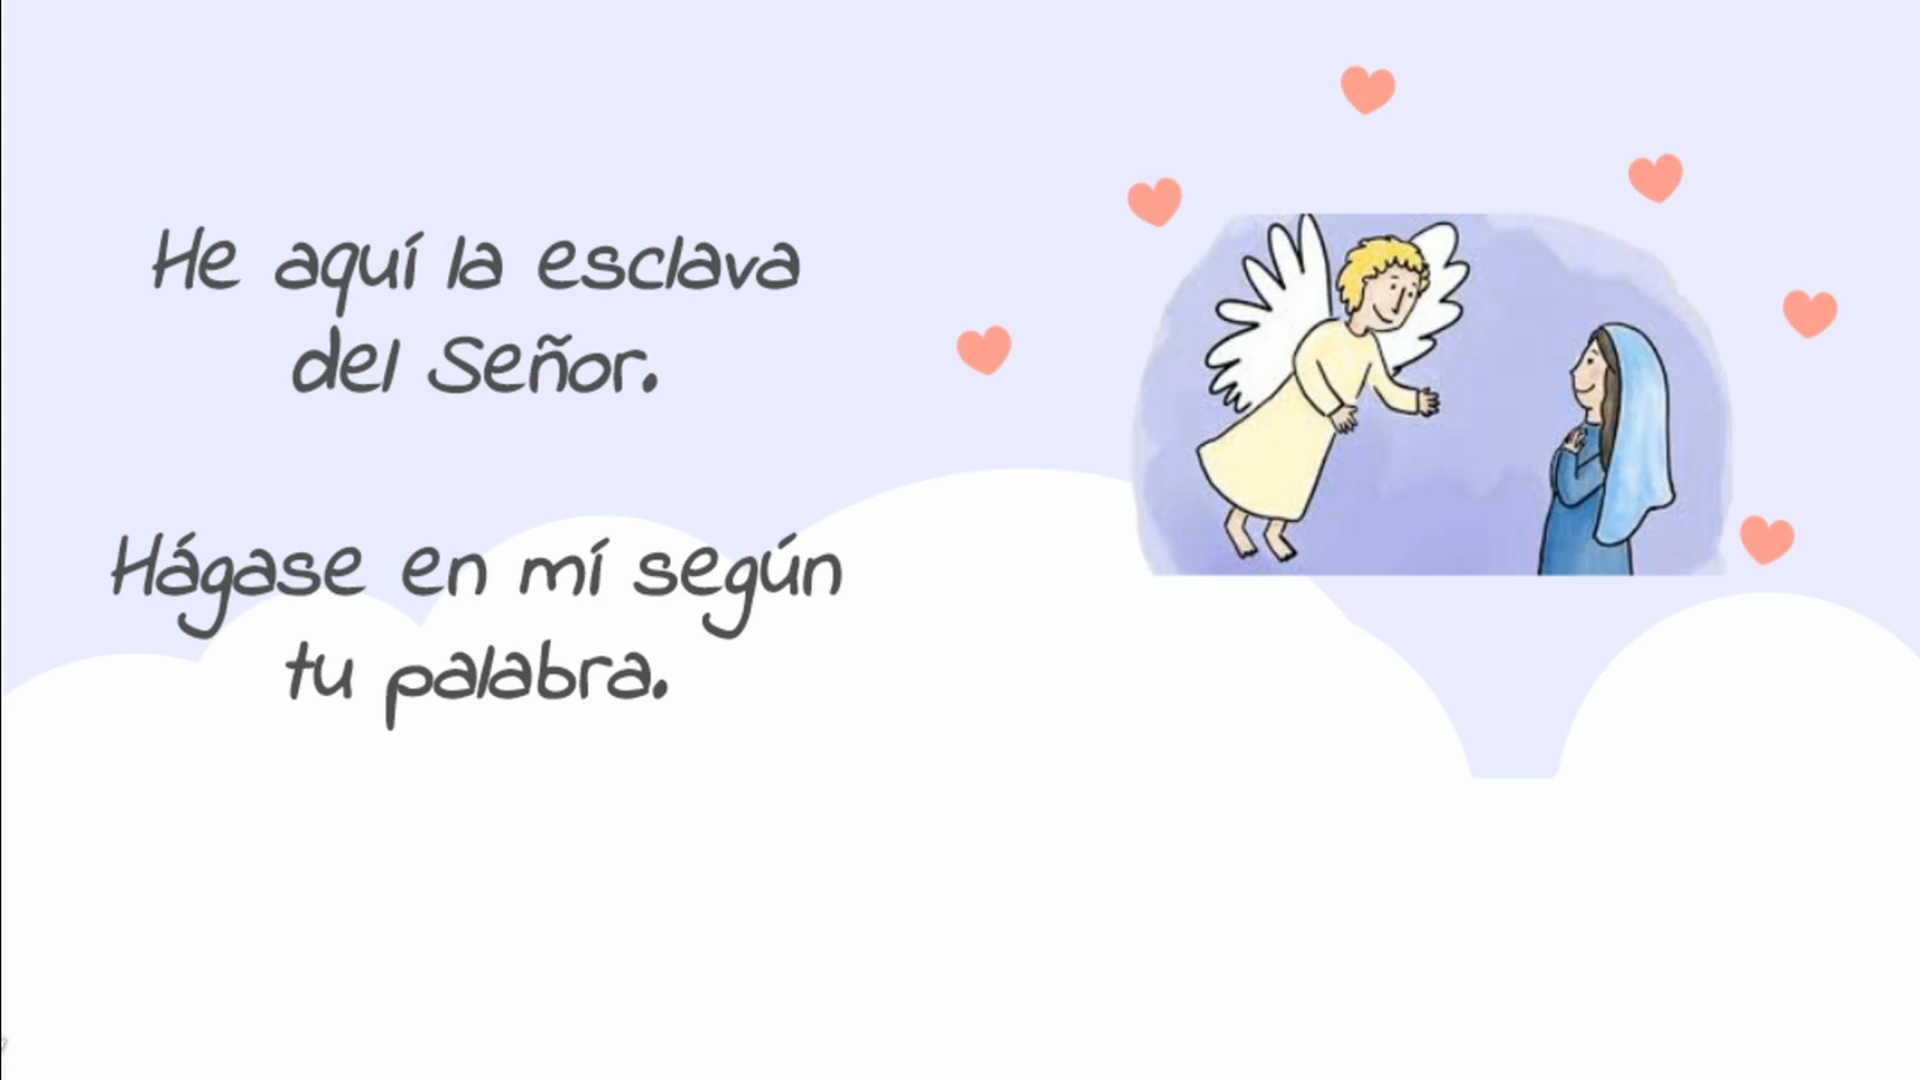 He aquí la esclava
del Señor.
Hágase en mí según
tu palabra.